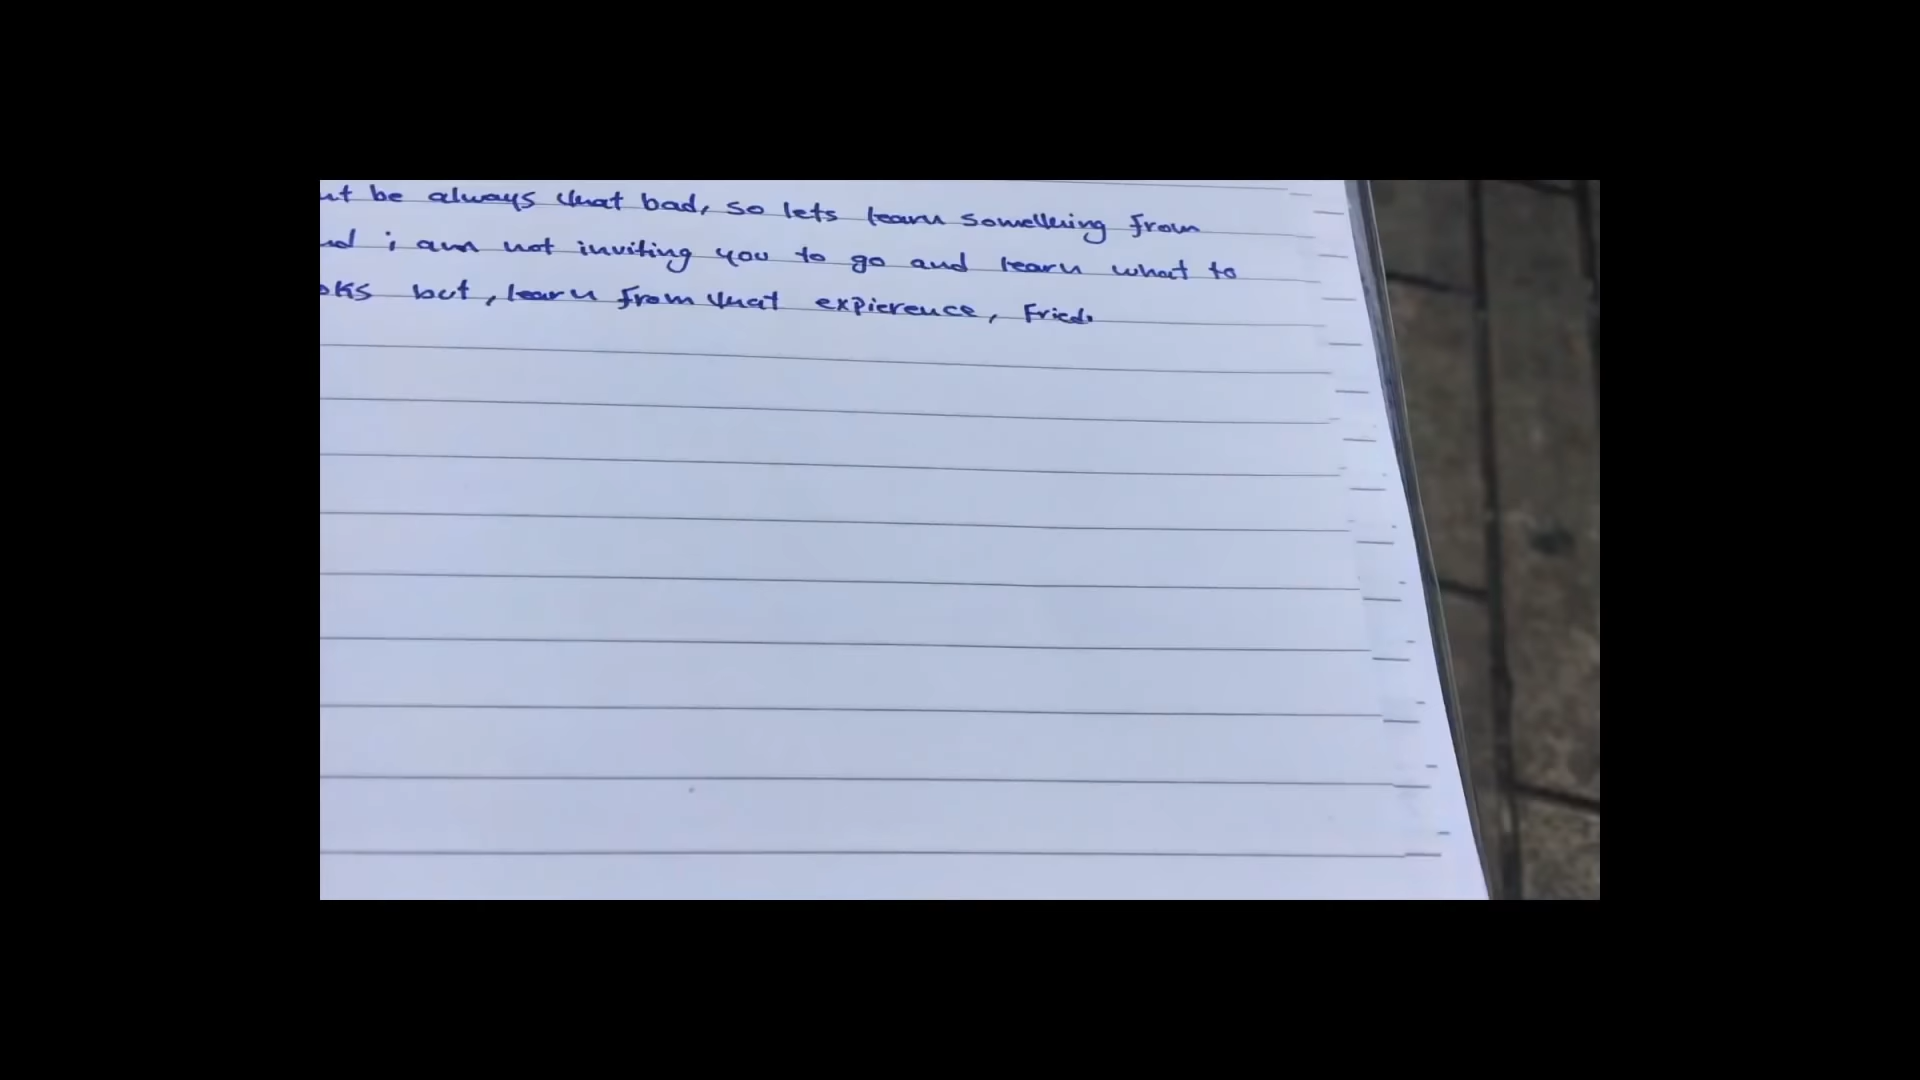 be always that bad, so lets learn something from
i am not inviting you to go and learn what to
but, learn from that expierence, Fried.